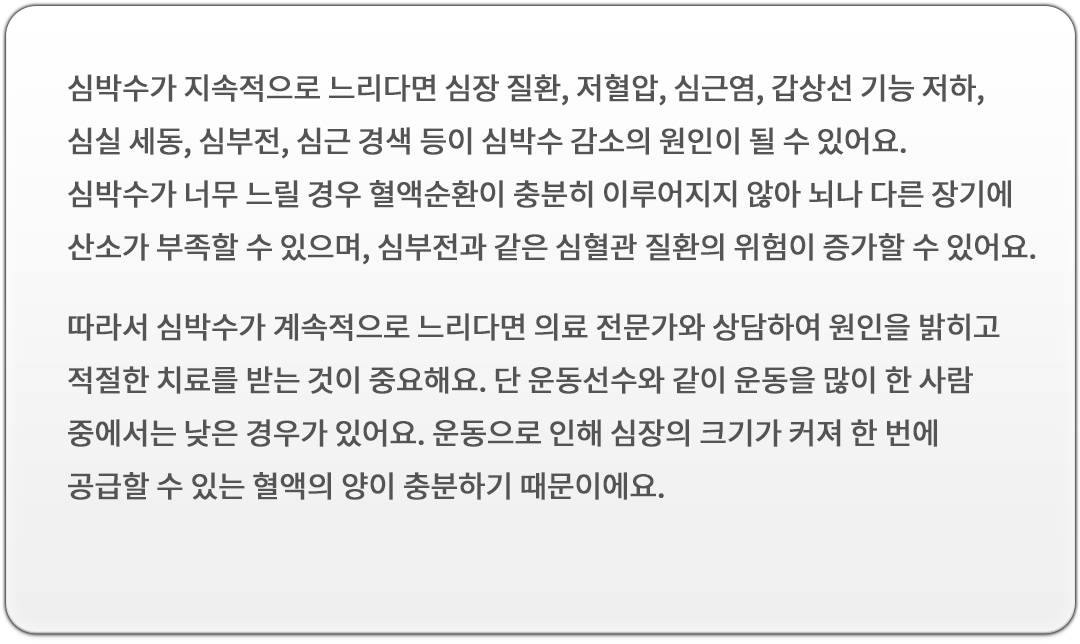 심박수가 지속적으로 느리다면 심장 질환, 저혈압, 심근염, 갑상선 기능 저하,
심실 세동, 심부전, 심근 경색 등이 심박수 감소의 원인이 될 수 있어요.
심박수가 너무 느릴 경우 혈액순환이 충분히 이루어지지 않아 뇌나 다른 장기에
산소가 부족할 수 있으며, 심부전과 같은 심혈관 질환의 위험이 증가할 수 있어요.
따라서 심박수가 계속적으로 느리다면 의료 전문가와 상담하여 원인을 밝히고
적절한 치료를 받는 것이 중요해요. 단 운동선수와 같이 운동을 많이 한 사람
중에서는 낮은 경우가 있어요. 운동으로 인해 심장의 크기가 커져 한 번에
공급할 수 있는 혈액의 양이 충분하기 때문이에요.